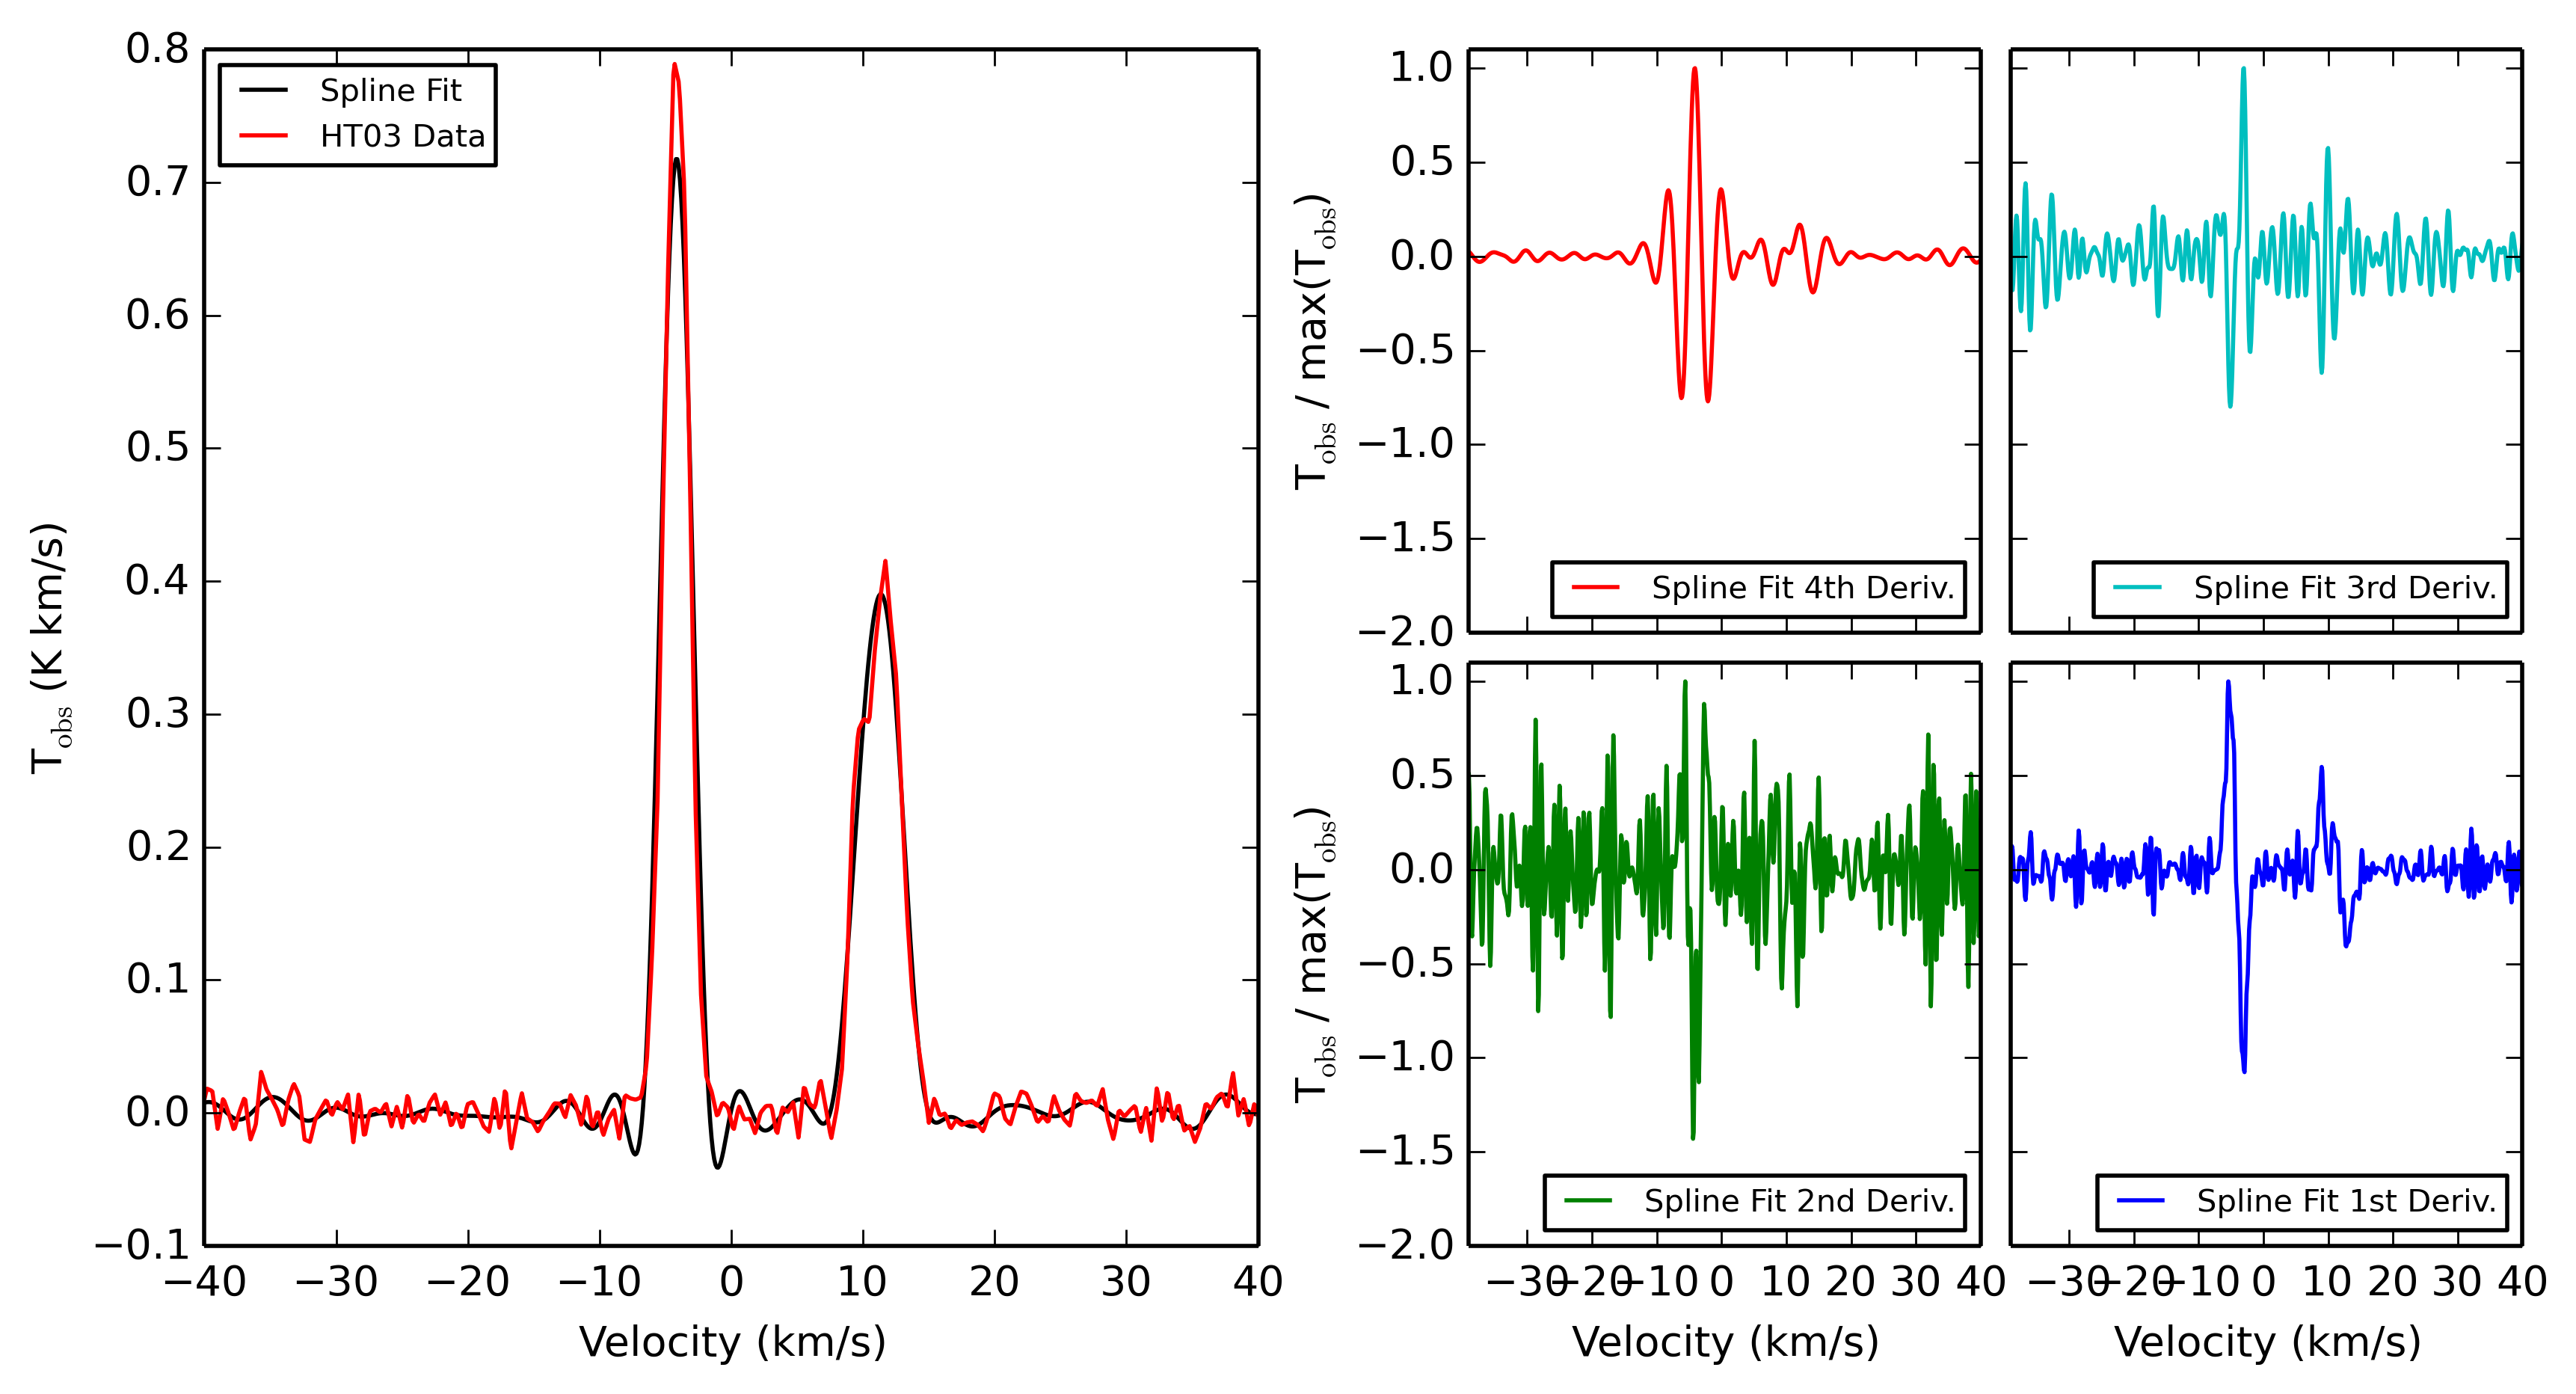 0.8
0.7
0.6
0.5
0.4
0.3
0.2
0.1
0.0
−0.1
T_obs (K km/s)
Spline Fit
HT03 Data
−40 −30 −20 −10 0 10 20 30 40
Velocity (km/s)
1.0
0.5
0.0
−0.5
−1.0
−1.5
−2.0
T_obs / max(T_obs)
Spline Fit 4th Deriv.
Spline Fit 3rd Deriv.
1.0
0.5
0.0
−0.5
−1.0
−1.5
−2.0
T_obs / max(T_obs)
Spline Fit 2nd Deriv.
Spline Fit 1st Deriv.
−30 −20 −10 0 10 20 30 40
−30 −20 −10 0 10 20 30 40
Velocity (km/s)
Velocity (km/s)